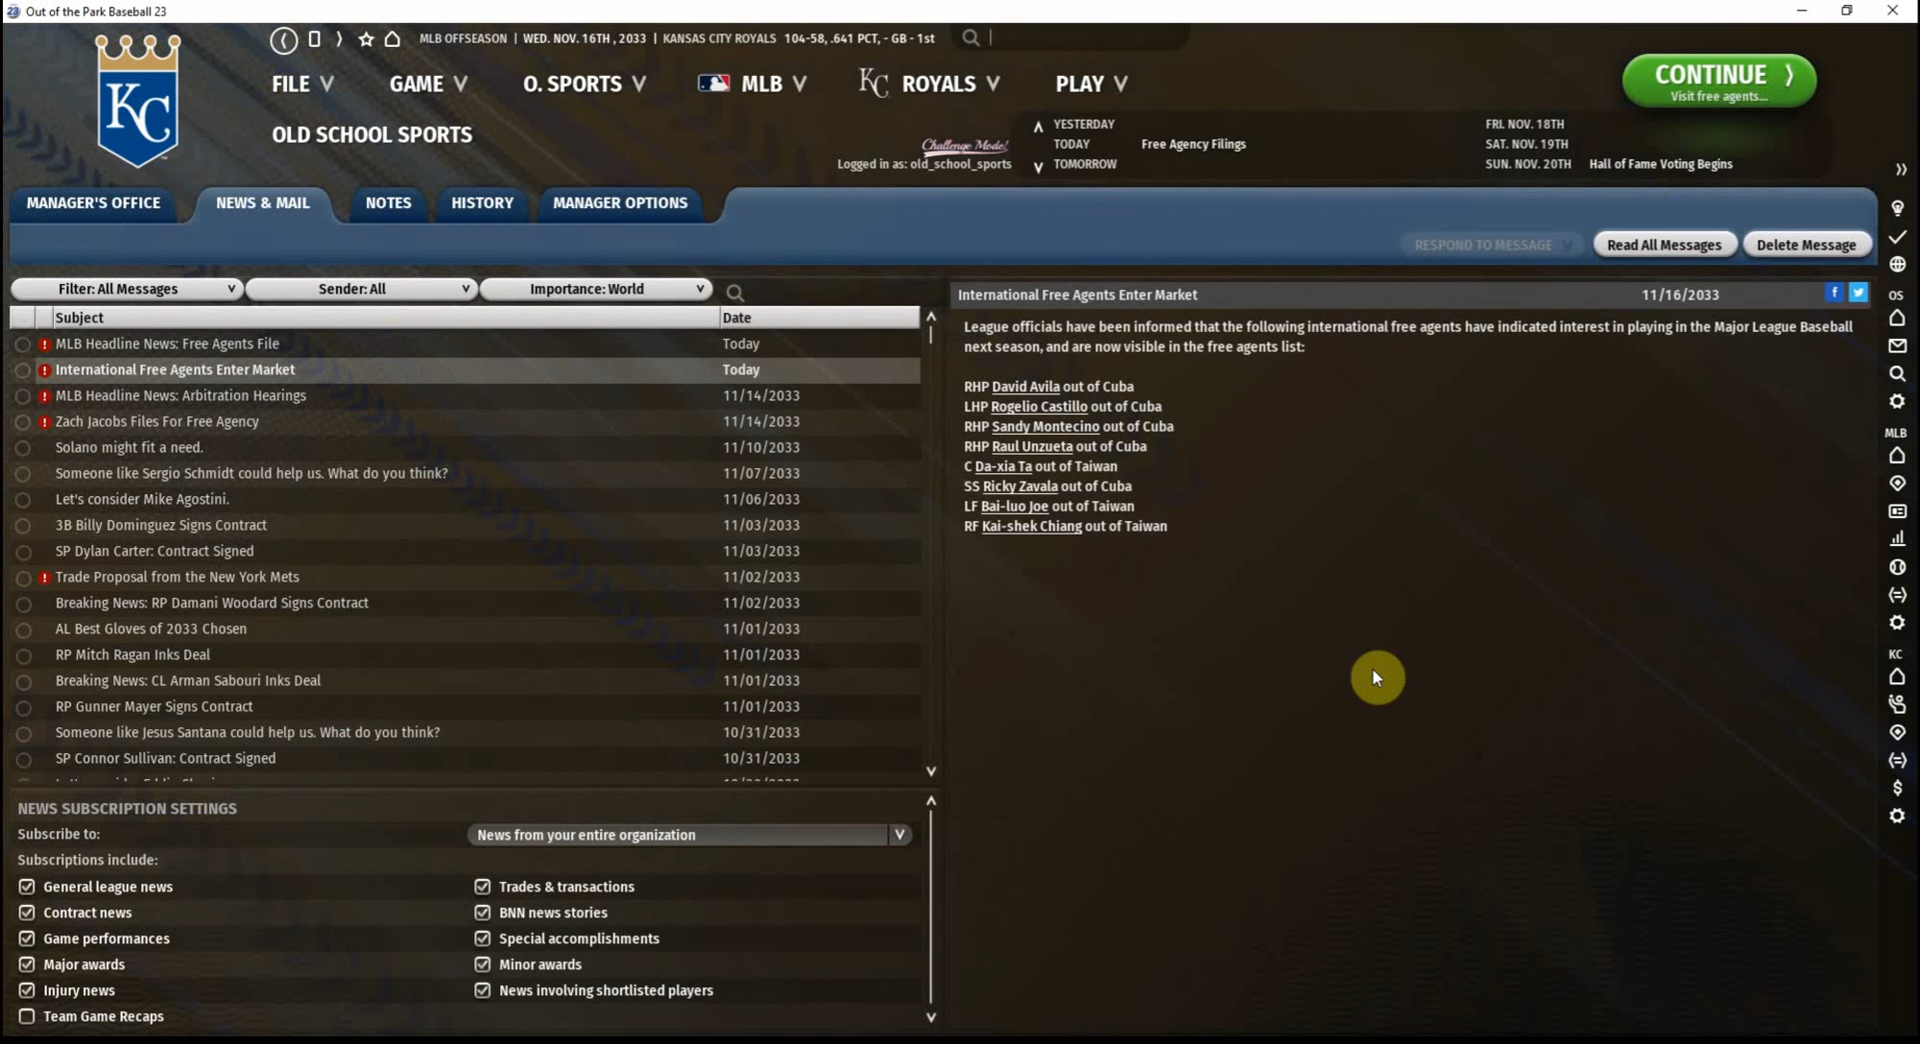 Out of the Park Baseball 23
MLB OFFSEASON | WED. NOV. 16TH , 2033 | KANSAS CITY ROYALS 104-58, .641 PCT, - GB - 1st
FILE GAME O. SPORTS MLB KC ROYALS PLAY
CONTINUE
Visit free agents...
KC
OLD SCHOOL SPORTS
Challenge Mode!
Logged in as: old_school_sports
YESTERDAY
TODAY Free Agency Filings
TOMORROW
FRI. NOV. 18TH
SAT. NOV. 19TH
SUN. NOV. 20TH Hall of Fame Voting Begins
MANAGER'S OFFICE NEWS & MAIL NOTES HISTORY MANAGER OPTIONS
RESPOND TO MESSAGE Read All Messages Delete Message
Filter: All Messages Sender: All Importance: World
Subject Date
MLB Headline News: Free Agents File Today
International Free Agents Enter Market Today
MLB Headline News: Arbitration Hearings 11/14/2033
Zach Jacobs Files For Free Agency 11/14/2033
Solano might fit a need. 11/10/2033
Someone like Sergio Schmidt could help us. What do you think? 11/07/2033
Let's consider Mike Agostini. 11/06/2033
3B Billy Dominguez Signs Contract 11/03/2033
SP Dylan Carter: Contract Signed 11/03/2033
Trade Proposal from the New York Mets 11/02/2033
Breaking News: RP Damani Woodard Signs Contract 11/02/2033
AL Best Gloves of 2033 Chosen 11/01/2033
RP Mitch Ragan Inks Deal 11/01/2033
Breaking News: CL Arman Sabouri Inks Deal 11/01/2033
RP Gunner Mayer Signs Contract 11/01/2033
Someone like Jesus Santana could help us. What do you think? 10/31/2033
SP Connor Sullivan: Contract Signed 10/31/2033
NEWS SUBSCRIPTION SETTINGS
Subscribe to: News from your entire organization
Subscriptions include:
General league news Trades & transactions
Contract news BNN news stories
Game performances Special accomplishments
Major awards Minor awards
Injury news News involving shortlisted players
Team Game Recaps
International Free Agents Enter Market 11/16/2033
League officials have been informed that the following international free agents have indicated interest in playing in the Major League Baseball
next season, and are now visible in the free agents list:
RHP David Avila out of Cuba
LHP Rogelio Castillo out of Cuba
RHP Sandy Montecino out of Cuba
RHP Raul Unzueta out of Cuba
C Da-xia Ta out of Taiwan
SS Ricky Zavala out of Cuba
LF Bai-luo Joe out of Taiwan
RF Kai-shek Chiang out of Taiwan
OS
MLB
KC